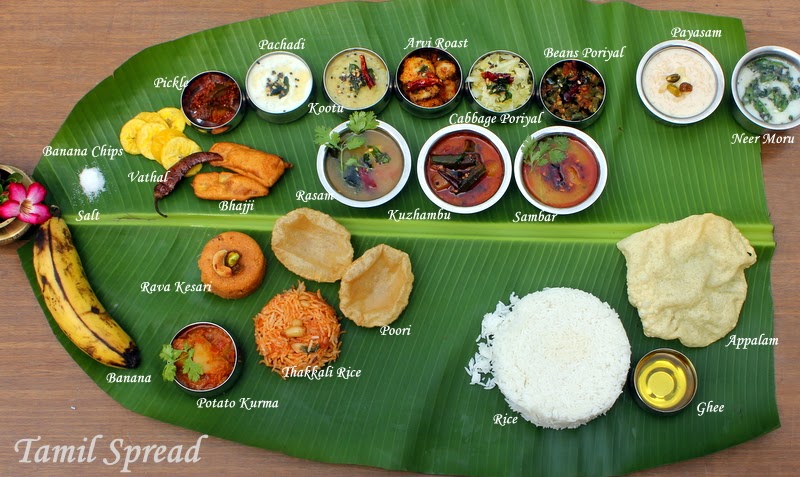 Payasam
Pachadi
Arvi Roast
Beans Poriyal
Pickle
Kootu
Cabbage Poriyal
Neer Moru
Banana Chips
Vathal
Bhajji
Rasam
Kuzhambu
Sambar
Salt
Rava Kesari
Poori
Appalam
Thakkali Rice
Banana
Potato Kurma
Rice
Ghee
Tamil Spread